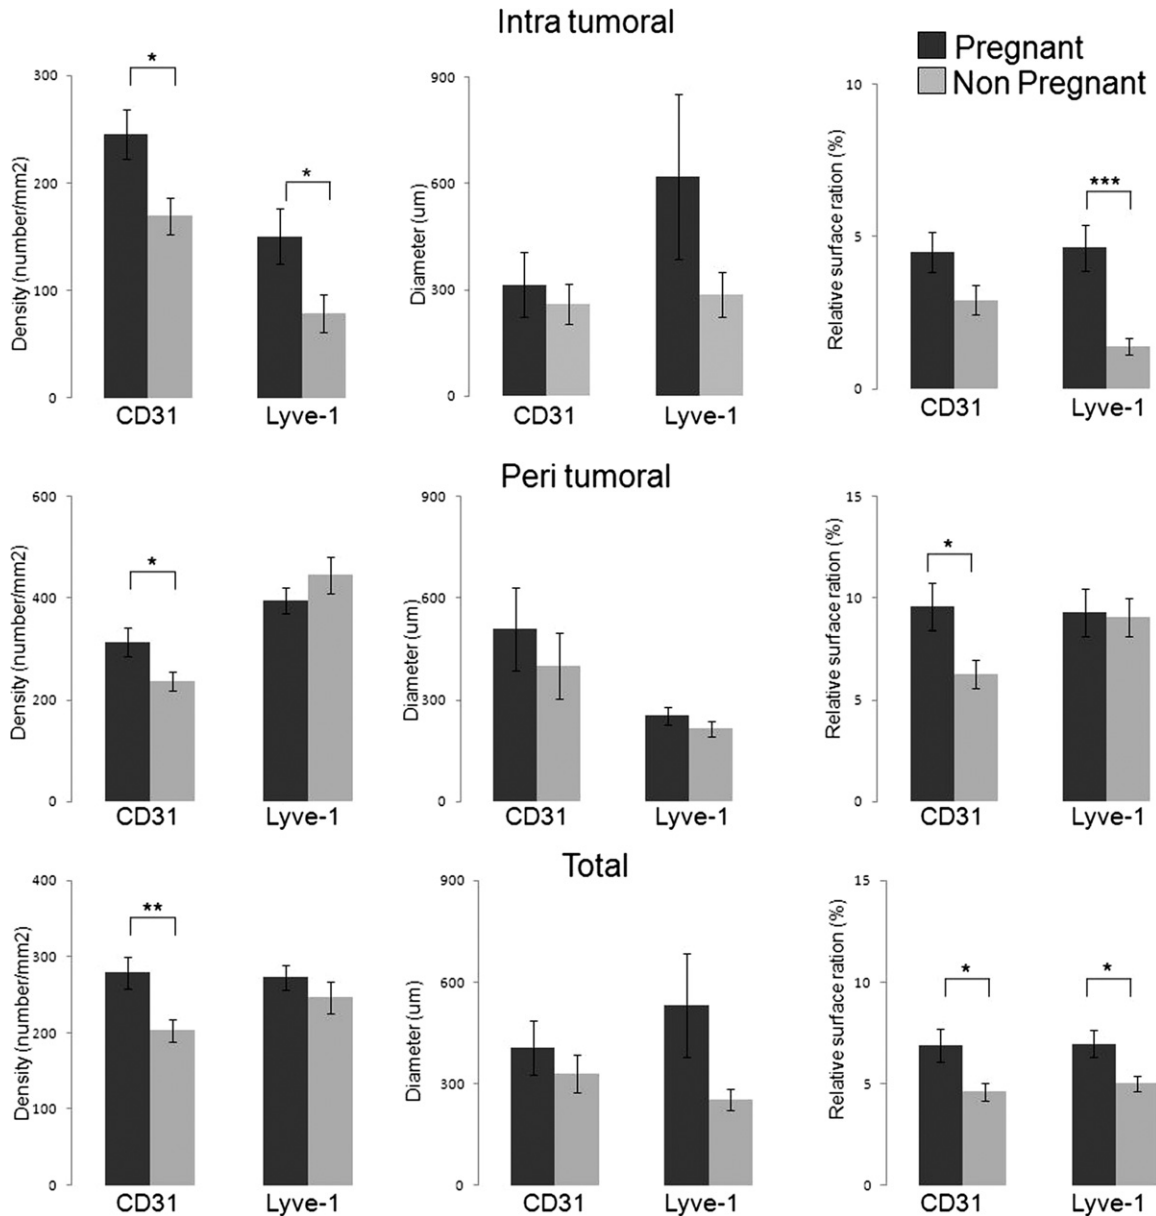 Intra tumoral
Pregnant
Non Pregnant
Density (number/mm2)
300
200
100
0
*
*
CD31 Lyve-1
Diameter (um)
900
600
300
0
CD31 Lyve-1
Relative surface ration (%)
10
5
0
***
CD31 Lyve-1
Peri tumoral
Density (number/mm2)
600
400
200
0
*
CD31 Lyve-1
Diameter (um)
900
600
300
0
CD31 Lyve-1
Relative surface ration (%)
15
10
5
0
*
CD31 Lyve-1
Total
Density (number/mm2)
400
300
200
100
0
**
CD31 Lyve-1
Diameter (um)
900
600
300
0
CD31 Lyve-1
Relative surface ration (%)
15
10
5
0
*
*
CD31 Lyve-1